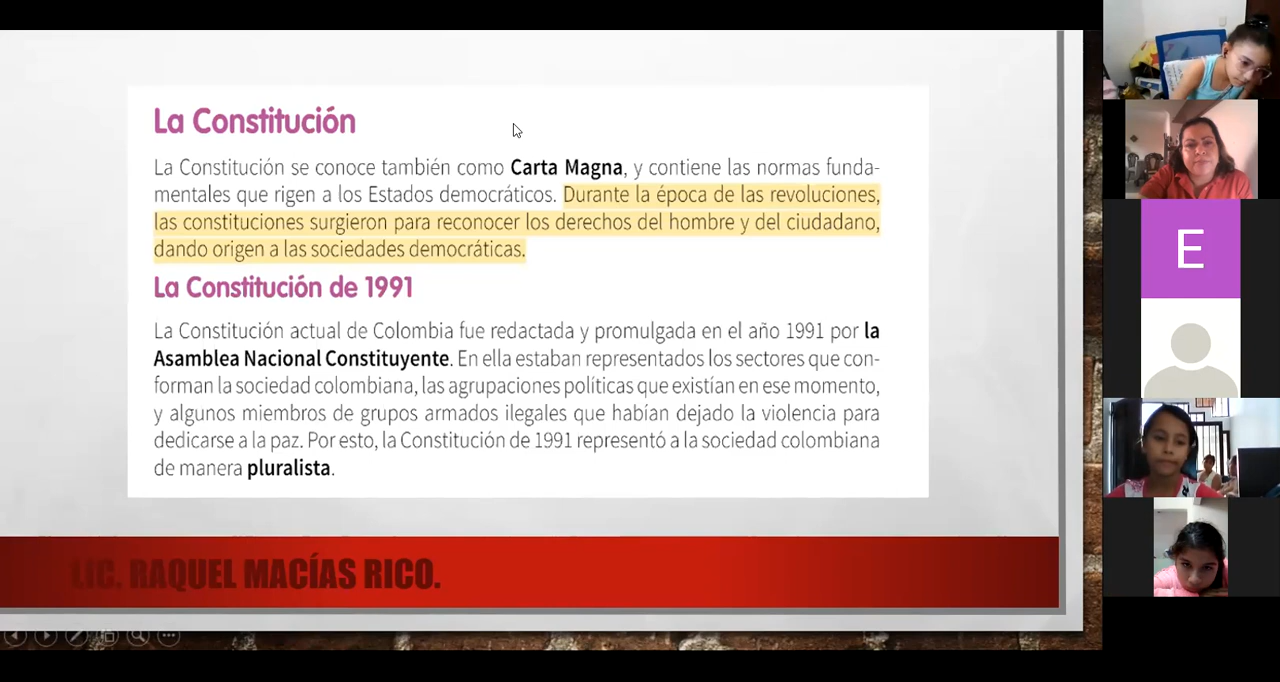 La Constitución
La Constitución se conoce también como Carta Magna, y contiene las normas funda-
mentales que rigen a los Estados democráticos. Durante la época de las revoluciones,
las constituciones surgieron para reconocer los derechos del hombre y del ciudadano,
dando origen a las sociedades democráticas.
La Constitución de 1991
La Constitución actual de Colombia fue redactada y promulgada en el año 1991 por la
Asamblea Nacional Constituyente. En ella estaban representados los sectores que con-
forman la sociedad colombiana, las agrupaciones políticas que existían en ese momento,
y algunos miembros de grupos armados ilegales que habían dejado la violencia para
dedicarse a la paz. Por esto, la Constitución de 1991 representó a la sociedad colombiana
de manera pluralista.
LIC. RAQUEL MACÍAS RICO.
E